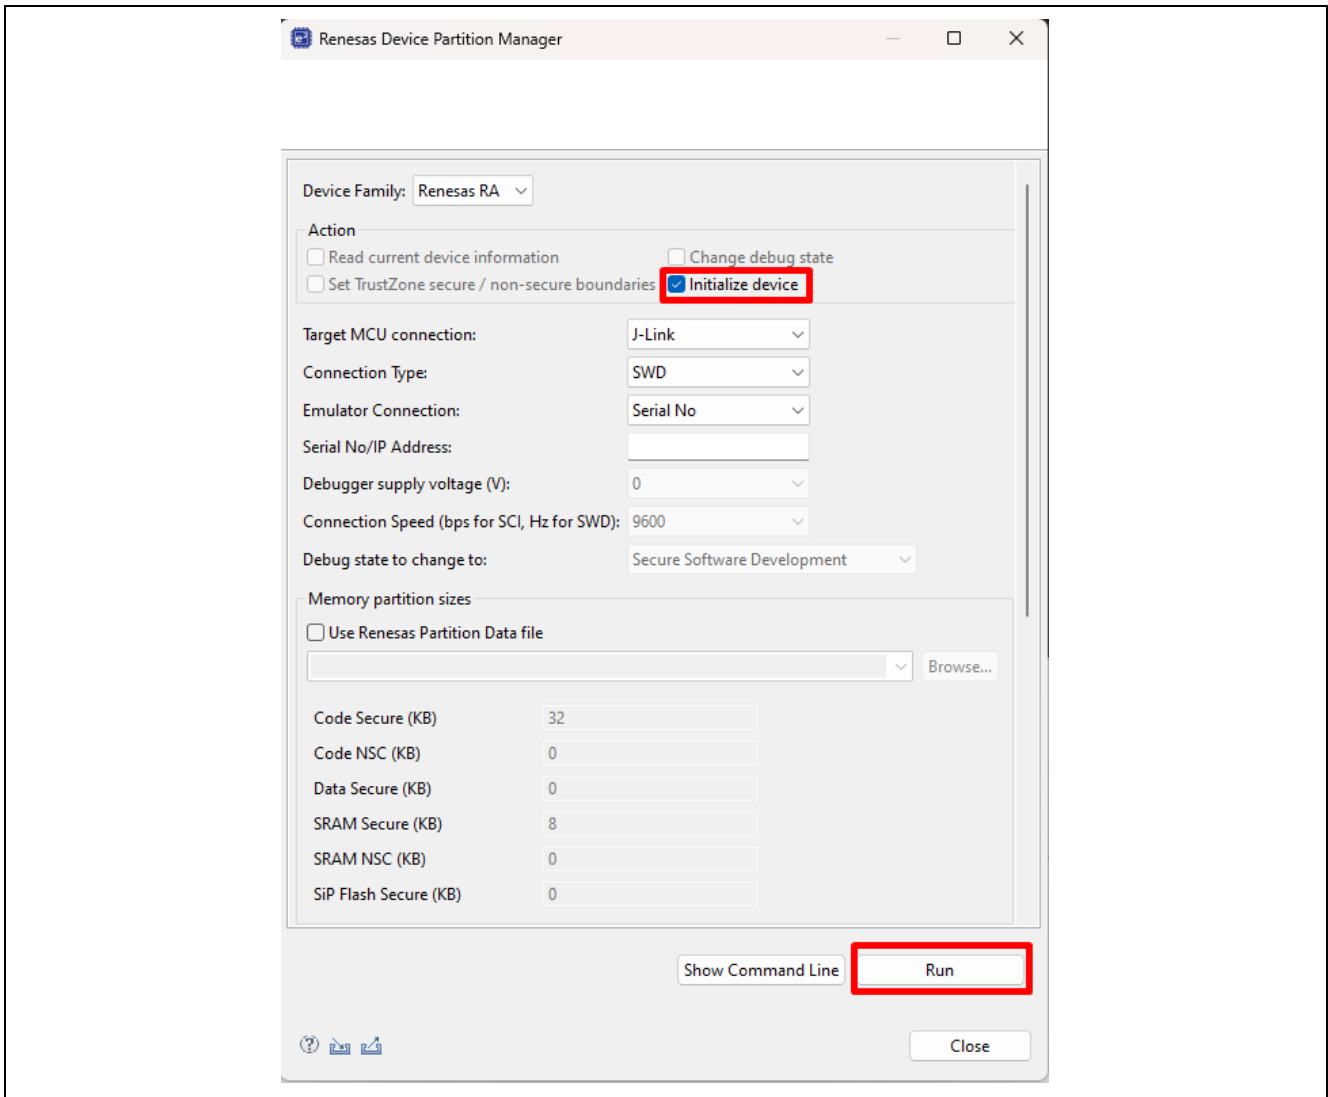 Renesas Device Partition Manager
Device Family: Renesas RA
Action
Read current device information Change debug state
Set TrustZone secure / non-secure boundaries Initialize device
Target MCU connection: J-Link
Connection Type: SWD
Emulator Connection: Serial No
Serial No/IP Address:
Debugger supply voltage (V): 0
Connection Speed (bps for SCI, Hz for SWD): 9600
Debug state to change to: Secure Software Development
Memory partition sizes
Use Renesas Partition Data file
Browse...
Code Secure (KB) 32
Code NSC (KB) 0
Data Secure (KB) 0
SRAM Secure (KB) 8
SRAM NSC (KB) 0
SiP Flash Secure (KB) 0
Show Command Line Run
Close